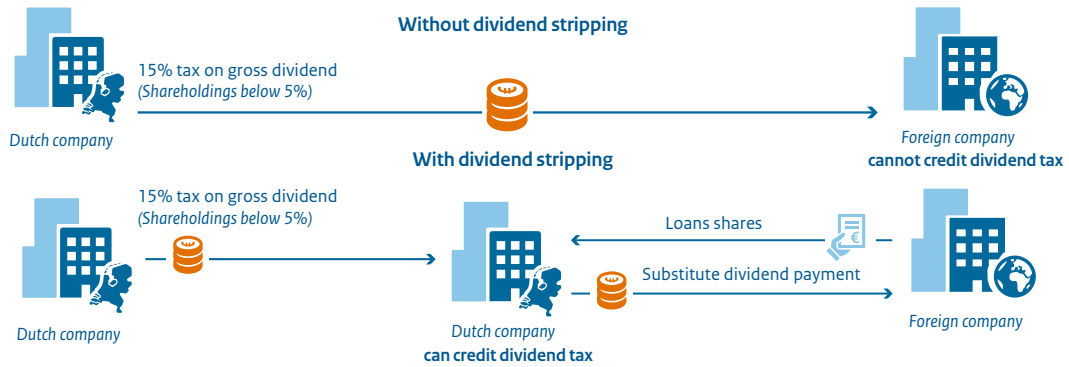 Without dividend stripping
15% tax on gross dividend
(Shareholdings below 5%)
Dutch company
Foreign company
cannot credit dividend tax
With dividend stripping
15% tax on gross dividend
(Shareholdings below 5%)
Loans shares
€
Substitute dividend payment
Dutch company
Dutch company
can credit dividend tax
Foreign company